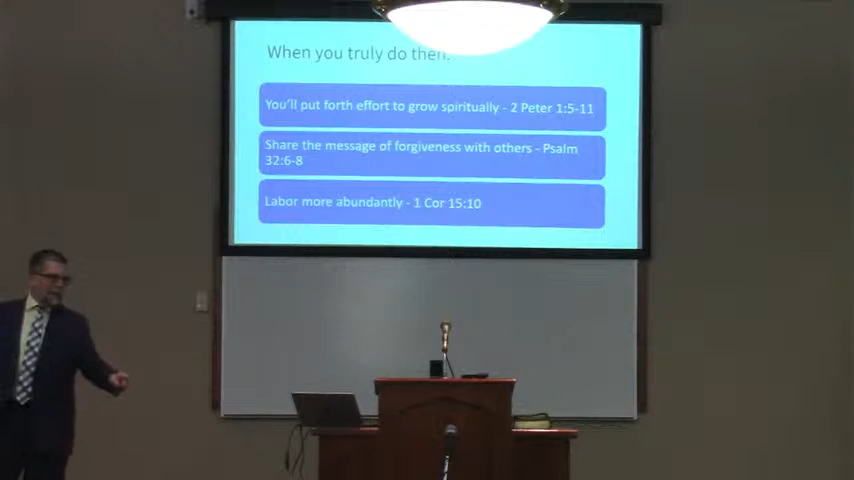 When you truly do then:
You'll put forth effort to grow spiritually - 2 Peter 1:5-11
Share the message of forgiveness with others - Psalm
32:6-8
Labor more abundantly - 1 Cor 15:10